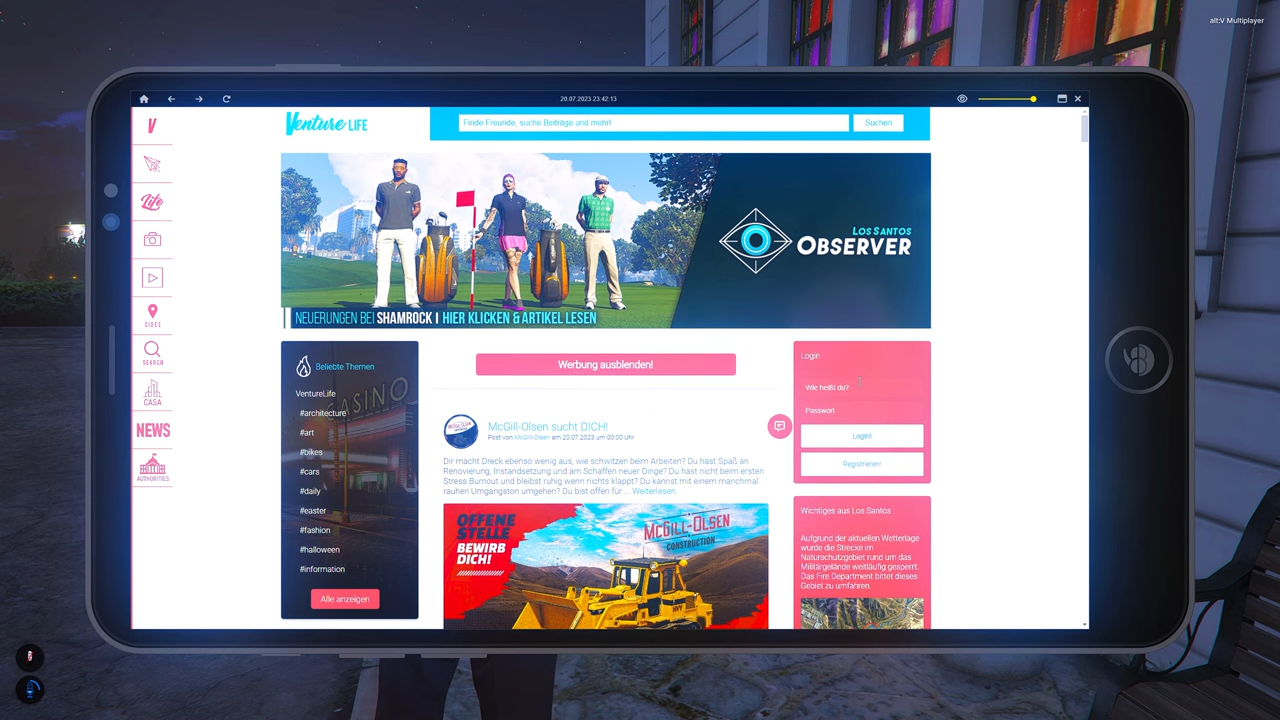 alt:V Multiplayer
20.07.2023 23:42:13
V
Venture LIFE
Finde Freunde, suche Beiträge und mehr!
Suchen
Life
SIDES
SEARCH
CASA
NEWS
AUTHORITIES
LOS SANTOS
OBSERVER
NEUERUNGEN BEI SHAMROCK | HIER KLICKEN & ARTIKEL LESEN
Beliebte Themen
CASINO
VentureLife
#architecture
#art
#bikes
#cars
#daily
#easter
#fashion
#halloween
#information
Alle anzeigen
Werbung ausblenden!
McGill-Olsen sucht DICH!
Post von McGill-Olsen am 20.07.2023 um 00:00 Uhr
Dir macht Dreck ebenso wenig aus, wie schwitzen beim Arbeiten? Du hast Spaß an
Renovierung, Instandsetzung und am Schaffen neuer Dinge? Du hast nicht beim ersten
Stress Burnout und bleibst ruhig wenn nichts klappt? Du kannst mit einem manchmal
rauhen Umgangston umgehen? Du bist offen für ... Weiterlesen.
OFFENE
STELLE
BEWIRB
DICH!
MCGILL-OLSEN
CONSTRUCTION
HVY
Login
Wie heißt du?
Passwort
Login!
Registrieren!
Wichtiges aus Los Santos
Aufgrund der aktuellen Wetterlage
wurde die Strecke im
Naturschutzgebiet rund um das
Militärgelände weitläufig gesperrt.
Das Fire Department bittet dieses
Gebiet zu umfahren.